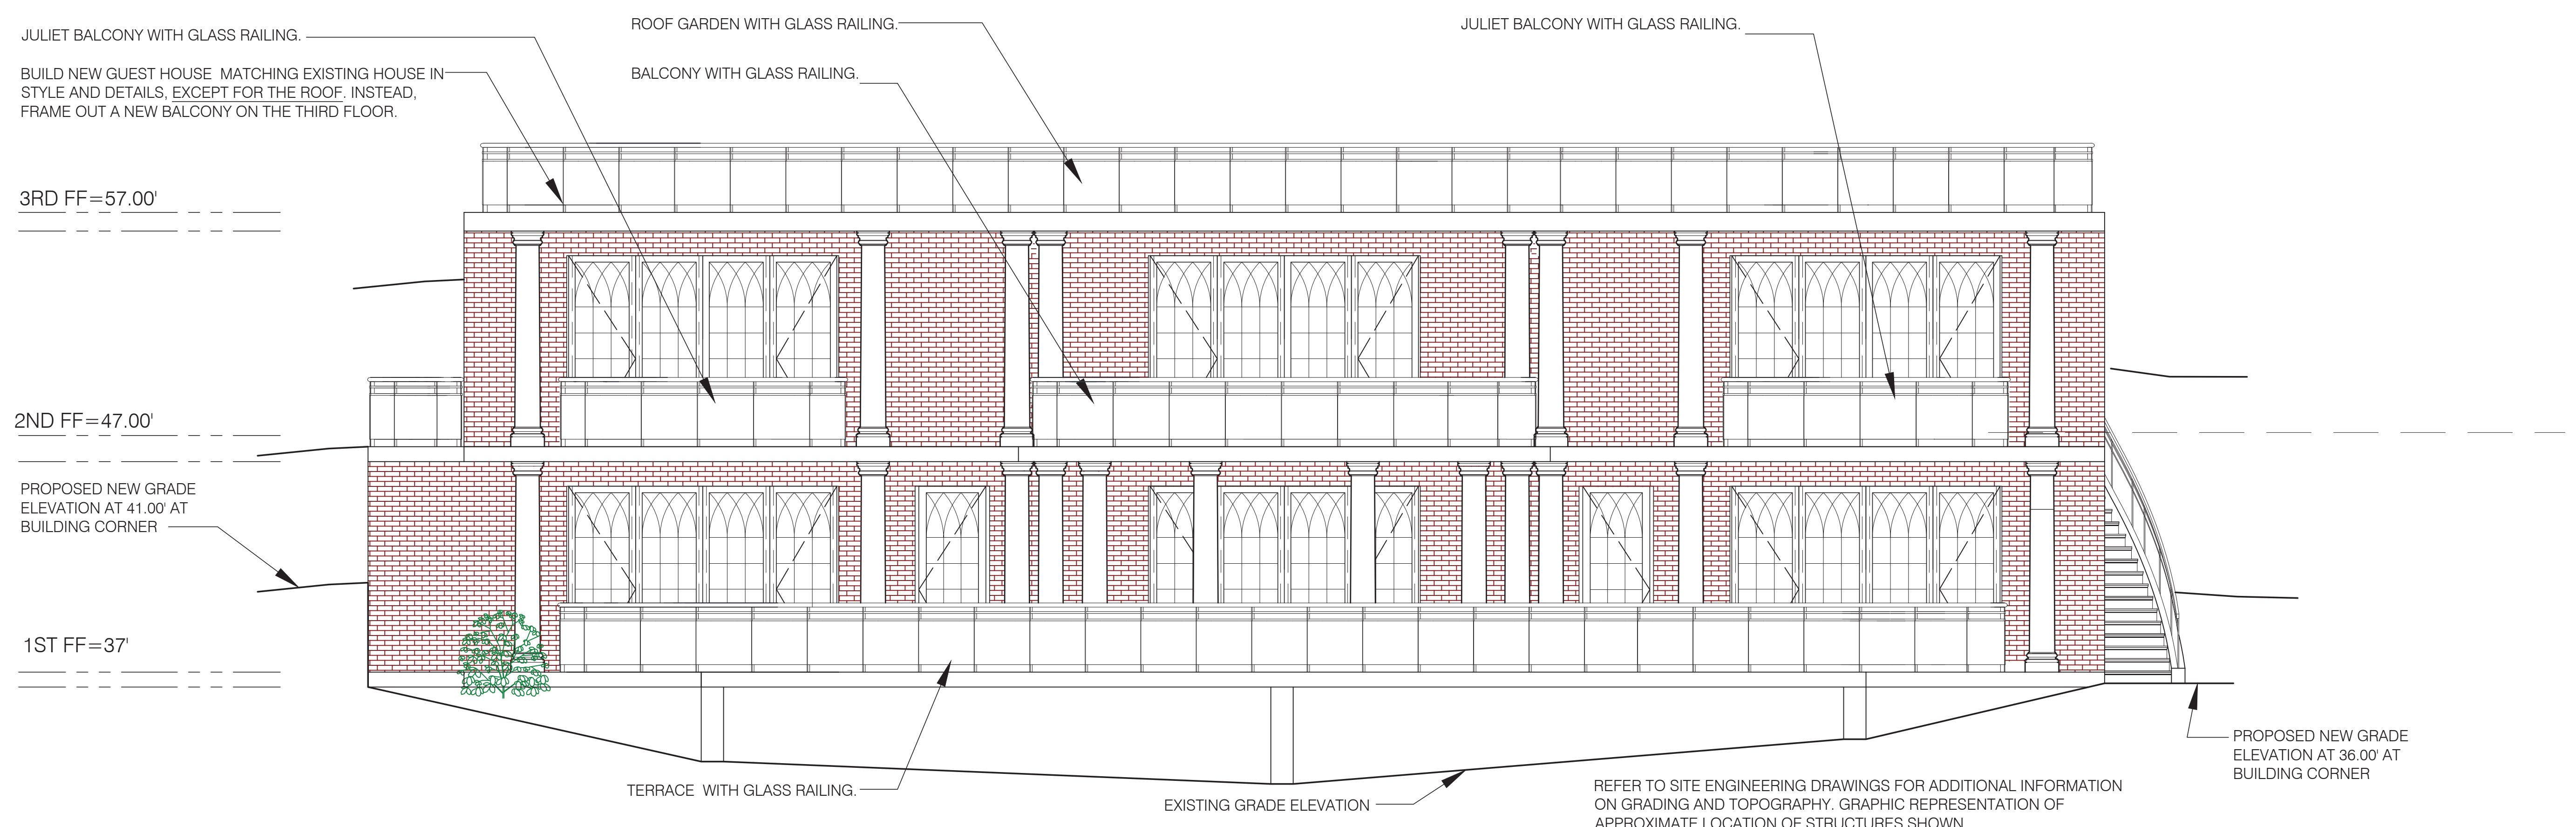 JULIET BALCONY WITH GLASS RAILING.
BUILD NEW GUEST HOUSE  MATCHING EXISTING HOUSE IN
STYLE AND DETAILS, EXCEPT FOR THE ROOF. INSTEAD,
FRAME OUT A NEW BALCONY ON THE THIRD FLOOR.
ROOF GARDEN WITH GLASS RAILING.
BALCONY WITH GLASS RAILING.
JULIET BALCONY WITH GLASS RAILING.
3RD FF=57.00'
2ND FF=47.00'
PROPOSED NEW GRADE
ELEVATION AT 41.00' AT
BUILDING CORNER
1ST FF=37'
TERRACE  WITH GLASS RAILING.
EXISTING GRADE ELEVATION
REFER TO SITE ENGINEERING DRAWINGS FOR ADDITIONAL INFORMATION
ON GRADING AND TOPOGRAPHY. GRAPHIC REPRESENTATION OF
APPROXIMATE LOCATION OF STRUCTURES SHOWN
PROPOSED NEW GRADE
ELEVATION AT 36.00' AT
BUILDING CORNER